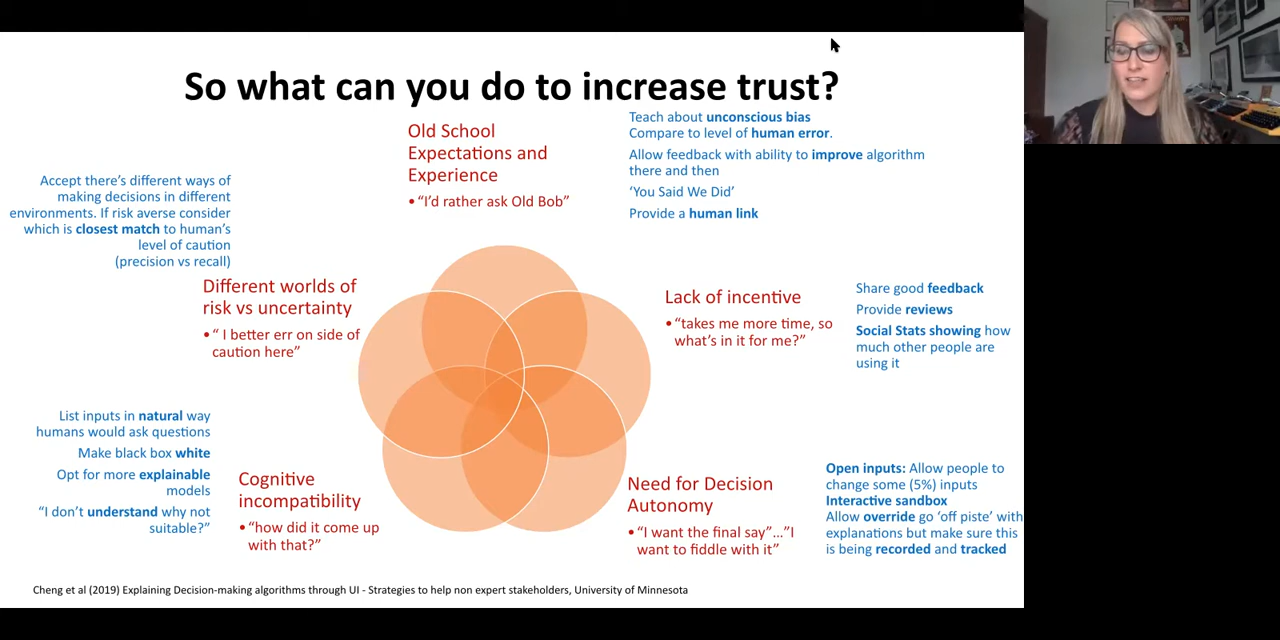 So what can you do to increase trust?
Old School
Expectations and
Experience
• “I’d rather ask Old Bob”
Teach about unconscious bias
Compare to level of human error.
Allow feedback with ability to improve algorithm
there and then
‘You Said We Did’
Provide a human link
Accept there’s different ways of
making decisions in different
environments. If risk averse consider
which is closest match to human’s
level of caution
(precision vs recall)
Different worlds of
risk vs uncertainty
• “ I better err on side of
caution here”
Lack of incentive
• “takes me more time, so
what’s in it for me?”
Share good feedback
Provide reviews
Social Stats showing how
much other people are
using it
List inputs in natural way
humans would ask questions
Make black box white
Opt for more explainable
models
“I don’t understand why not
suitable?”
Cognitive
incompatibility
• “how did it come up
with that?”
Need for Decision
Autonomy
• “I want the final say”…”I
want to fiddle with it”
Open inputs: Allow people to
change some (5%) inputs
Interactive sandbox
Allow override go ‘off piste’ with
explanations but make sure this
is being recorded and tracked
Cheng et al (2019) Explaining Decision-making algorithms through UI - Strategies to help non expert stakeholders, University of Minnesota